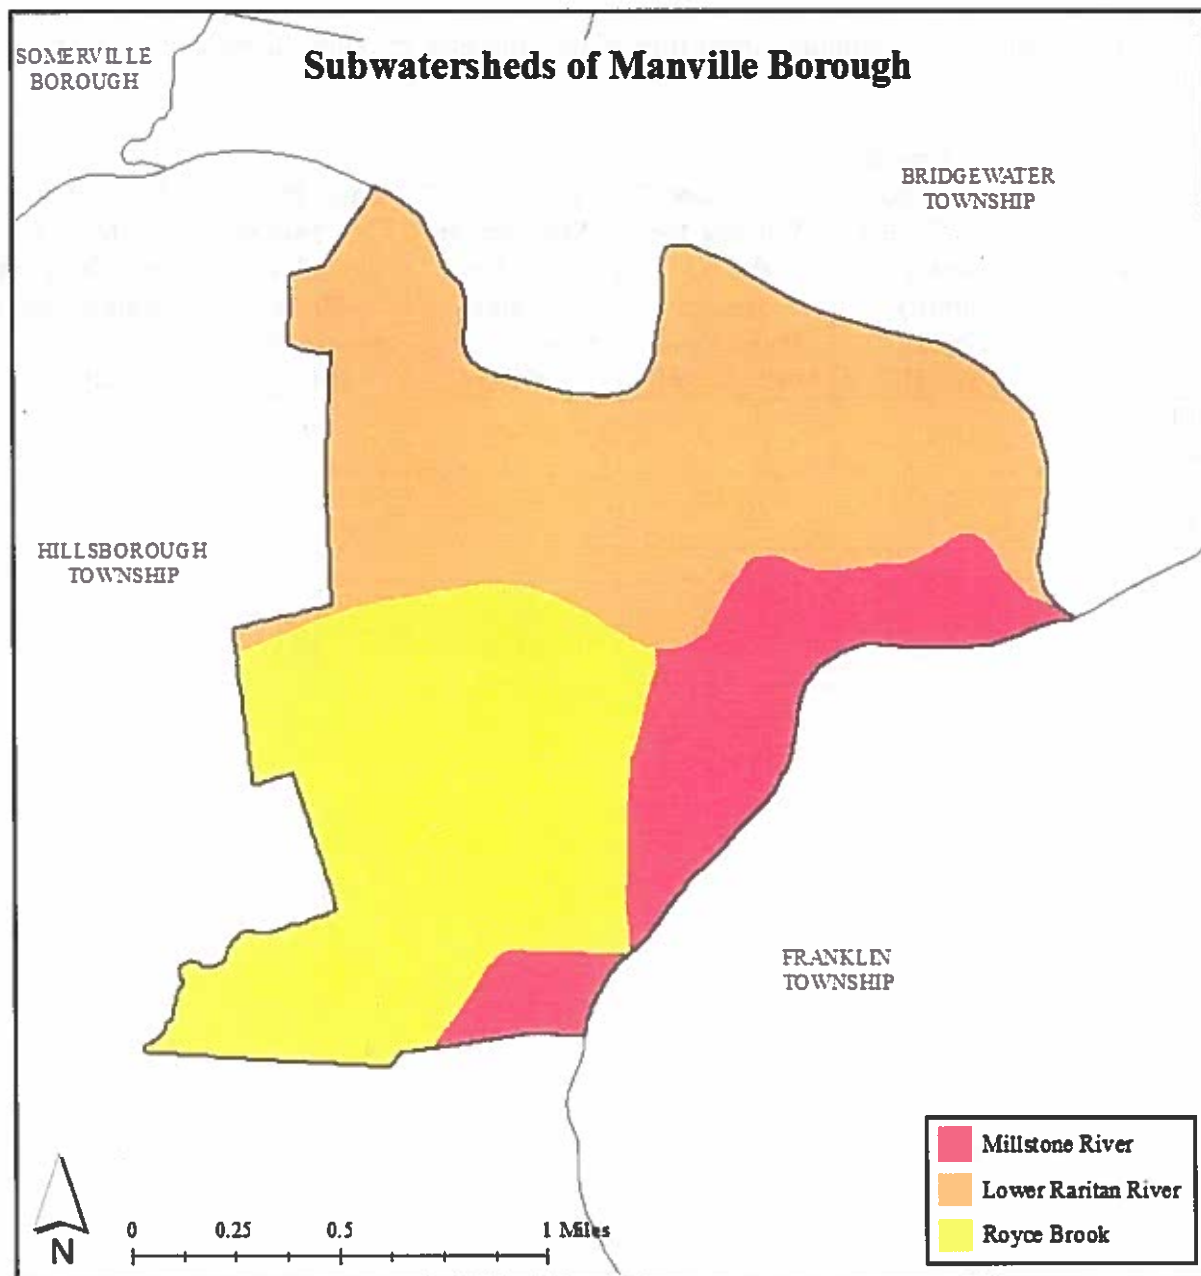 Subwatersheds of Manville Borough
SOMERVILLE
BOROUGH
BRIDGEWATER
TOWNSHIP
HILLSBOROUGH
TOWNSHIP
FRANKLIN
TOWNSHIP
Millstone River
Lower Raritan River
Royce Brook
0 0.25 0.5 1 Miles
N